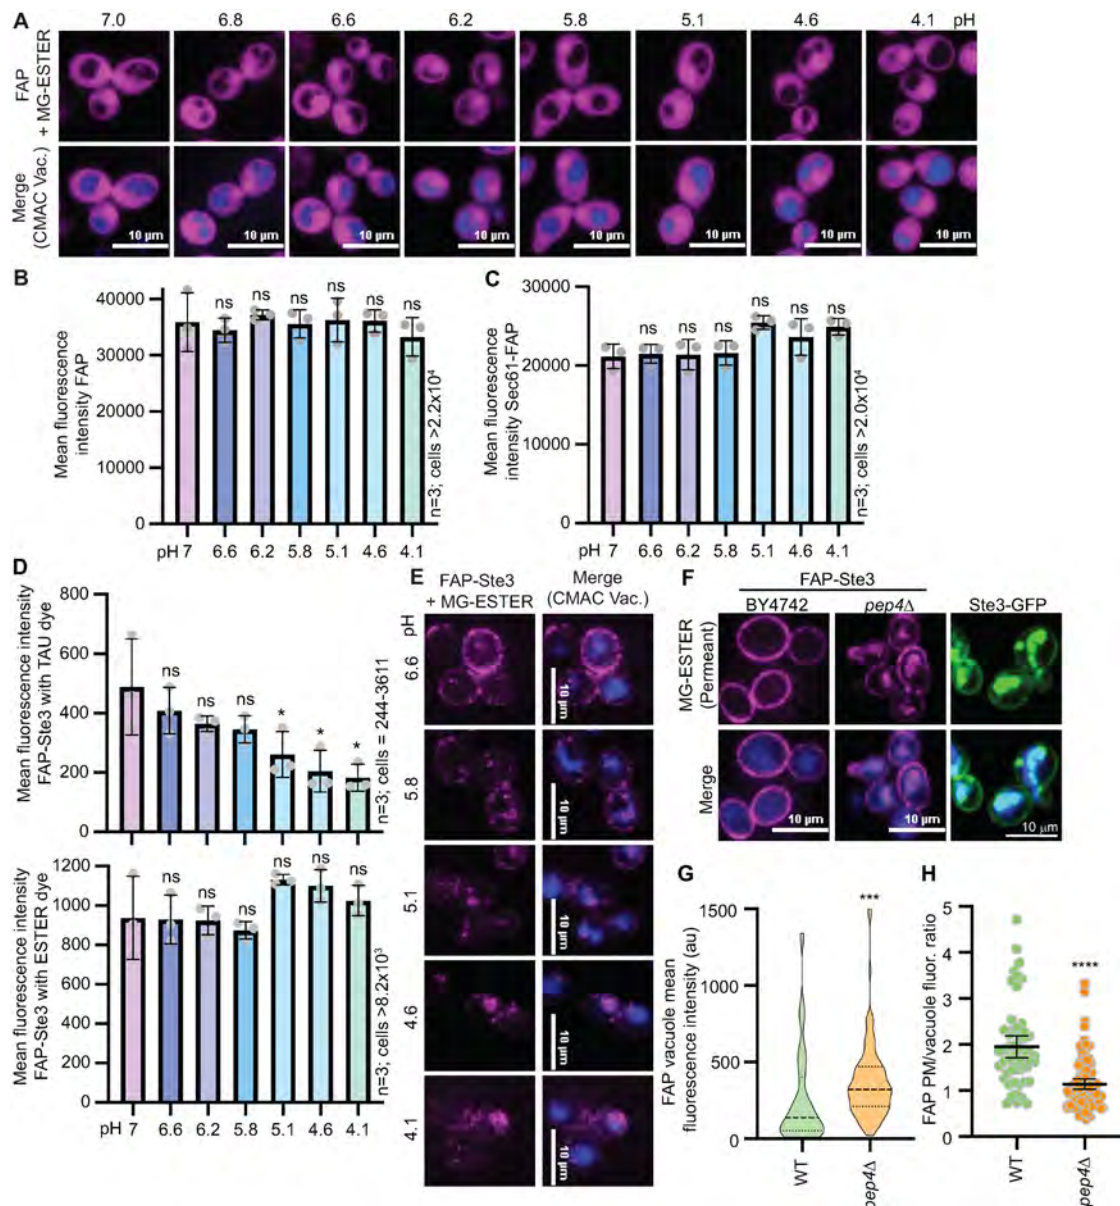 A
7.0 6.8 6.6 6.2 5.8 5.1 4.6 4.1 pH
FAP
+ MG-ESTER
Merge
(CMAC Vac.)
10 µm 10 µm 10 µm 10 µm 10 µm 10 µm 10 µm 10 µm
B
Mean fluorescence
intensity FAP
40000
30000
20000
10000
0
ns ns ns ns ns ns
pH 7 6.6 6.2 5.8 5.1 4.6 4.1
n=3; cells >2.2x10⁴
C
Mean fluorescence
intensity Sec61-FAP
30000
20000
10000
0
ns ns ns ns ns ns
pH 7 6.6 6.2 5.8 5.1 4.6 4.1
n=3; cells >2.0x10⁴
D
Mean fluorescence intensity
FAP-Ste3 with TAU dye
800
600
400
200
0
ns ns ns * * *
n=3; cells = 244-3611
Mean fluorescence intensity
FAP-Ste3 with ESTER dye
1200
1000
800
600
400
200
0
ns ns ns ns ns ns
pH 7 6.6 6.2 5.8 5.1 4.6 4.1
n=3; cells >8.2x10³
E
FAP-Ste3
+ MG-ESTER
Merge
(CMAC Vac.)
pH
6.6
10 µm 10 µm
5.8
10 µm 10 µm
5.1
10 µm 10 µm
4.6
10 µm 10 µm
4.1
10 µm 10 µm
F
FAP-Ste3
BY4742 pep4Δ Ste3-GFP
MG-ESTER
(Permeant)
Merge
10 µm 10 µm 10 µm
G
FAP vacuole mean
fluorescence intensity (au)
1500
1000
500
0
***
WT pep4Δ
H
FAP PM/vacuole fluor. ratio
5
4
3
2
1
0
****
WT pep4Δ